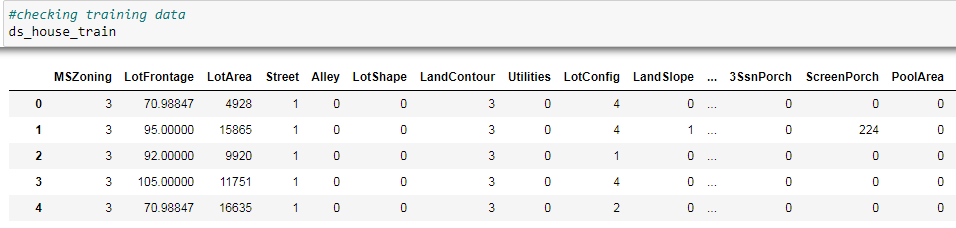 #checking training data
ds_house_train
MSZoning LotFrontage LotArea Street Alley LotShape LandContour Utilities LotConfig LandSlope ... 3SsnPorch ScreenPorch PoolArea
0 3 70.98847 4928 1 0 0 3 0 4 0 ... 0 0 0
1 3 95.00000 15865 1 0 0 3 0 4 1 ... 0 224 0
2 3 92.00000 9920 1 0 0 3 0 1 0 ... 0 0 0
3 3 105.00000 11751 1 0 0 3 0 4 0 ... 0 0 0
4 3 70.98847 16635 1 0 0 3 0 2 0 ... 0 0 0